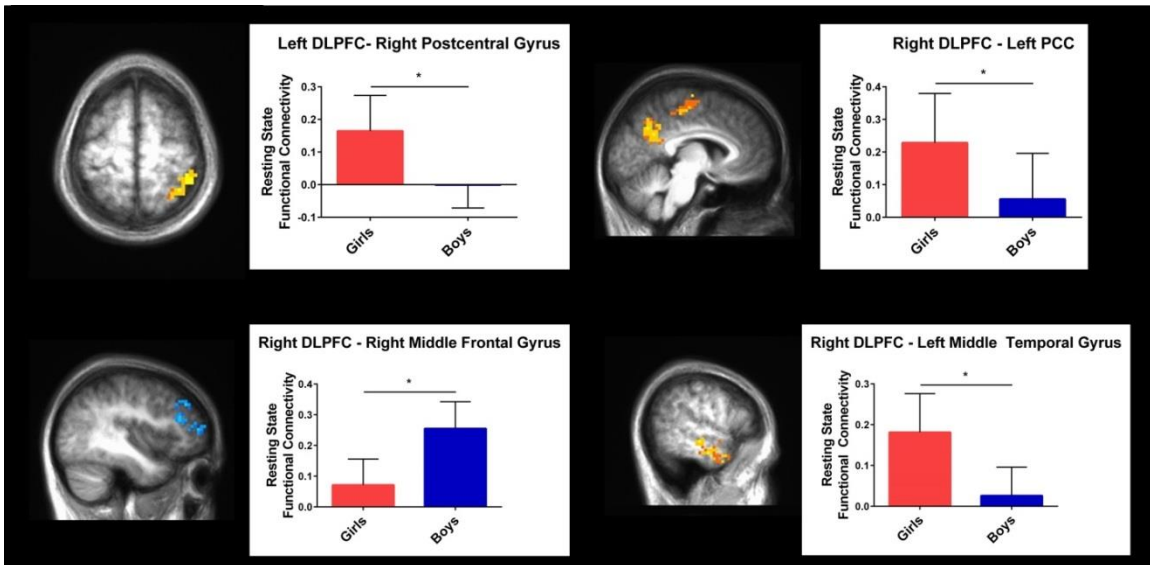 Left DLPFC- Right Postcentral Gyrus
*
Resting State
Functional Connectivity
0.3
0.2
0.1
0.0
-0.1
Girls
Boys
Right DLPFC - Left PCC
*
Resting State
Functional Connectivity
0.4
0.3
0.2
0.1
0.0
Girls
Boys
Right DLPFC - Right Middle Frontal Gyrus
*
Resting State
Functional Connectivity
0.4
0.3
0.2
0.1
0.0
Girls
Boys
Right DLPFC - Left Middle Temporal Gyrus
*
Resting State
Functional Connectivity
0.3
0.2
0.1
0.0
Girls
Boys